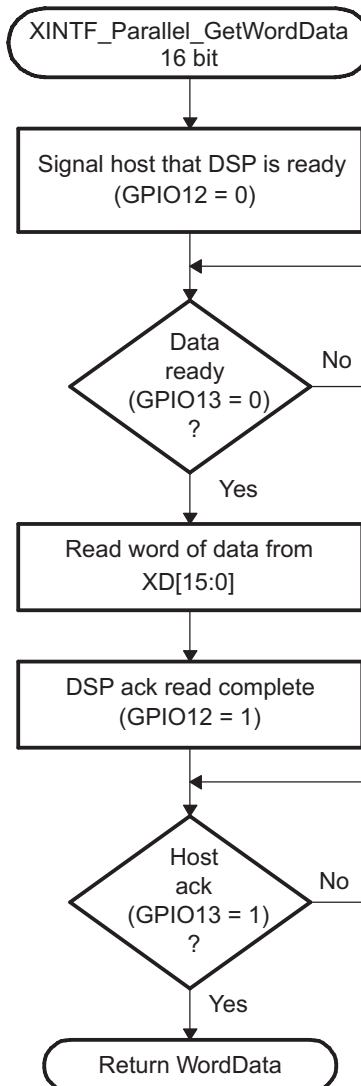 XINTF_Parallel_GetWordData
16 bit
Signal host that DSP is ready
(GPIO12 = 0)
Data
ready
(GPIO13 = 0)
?
No
Yes
Read word of data from
XD[15:0]
DSP ack read complete
(GPIO12 = 1)
Host
ack
(GPIO13 = 1)
?
No
Yes
Return WordData